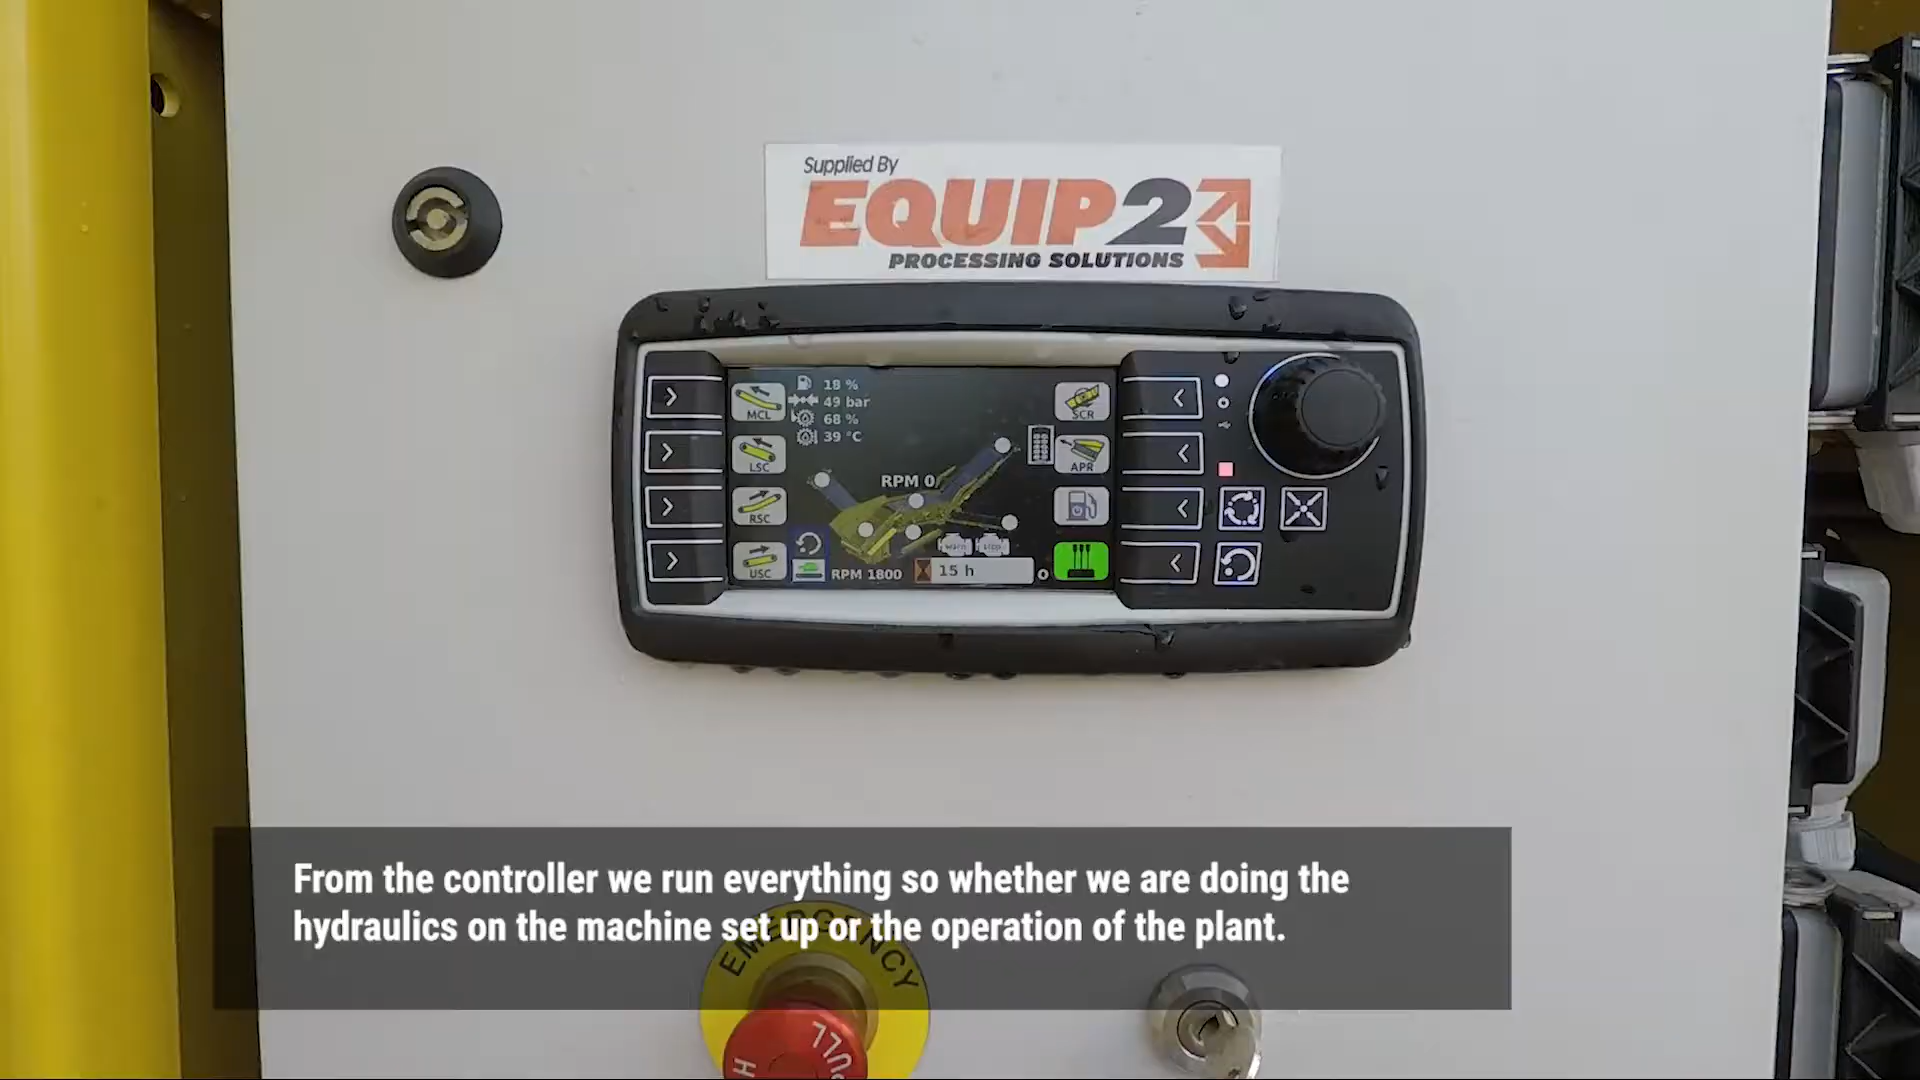 Supplied By
EQUIP2
PROCESSING SOLUTIONS
MCL
LSC
RSC
USC
18 %
49 bar
68 %
39 °C
RPM 0
RPM 1800
15 h
SCR
APR
From the controller we run everything so whether we are doing the
hydraulics on the machine set up or the operation of the plant.
EMERGENCY
PULL